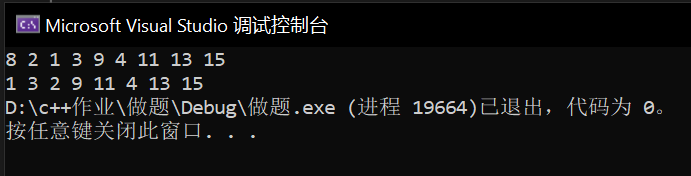 Microsoft Visual Studio 调试控制台
8 2 1 3 9 4 11 13 15
1 3 2 9 11 4 13 15
D:\c++作业\做题\Debug\做题.exe (进程 19664)已退出，代码为 0。
按任意键关闭此窗口. . .